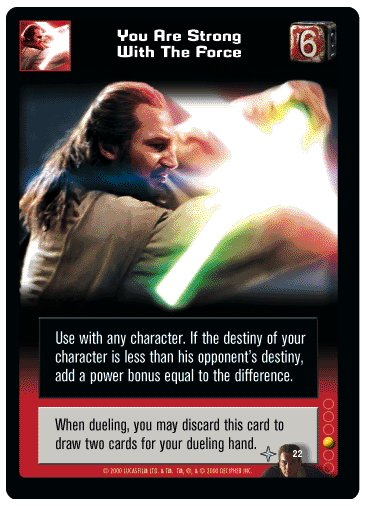 You Are Strong
With The Force
6
Use with any character. If the destiny of your
character is less than his opponent's destiny,
add a power bonus equal to the difference.
When dueling, you may discard this card to
draw two cards for your dueling hand.
22
© 2000 LUCASFILM LTD. & TM. TM, ®, & © 2000 DECIPHER INC.